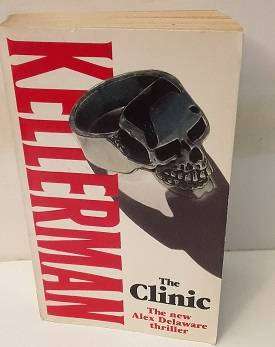 KELLERMAN
The
Clinic
The new
Alex Delaware
thriller